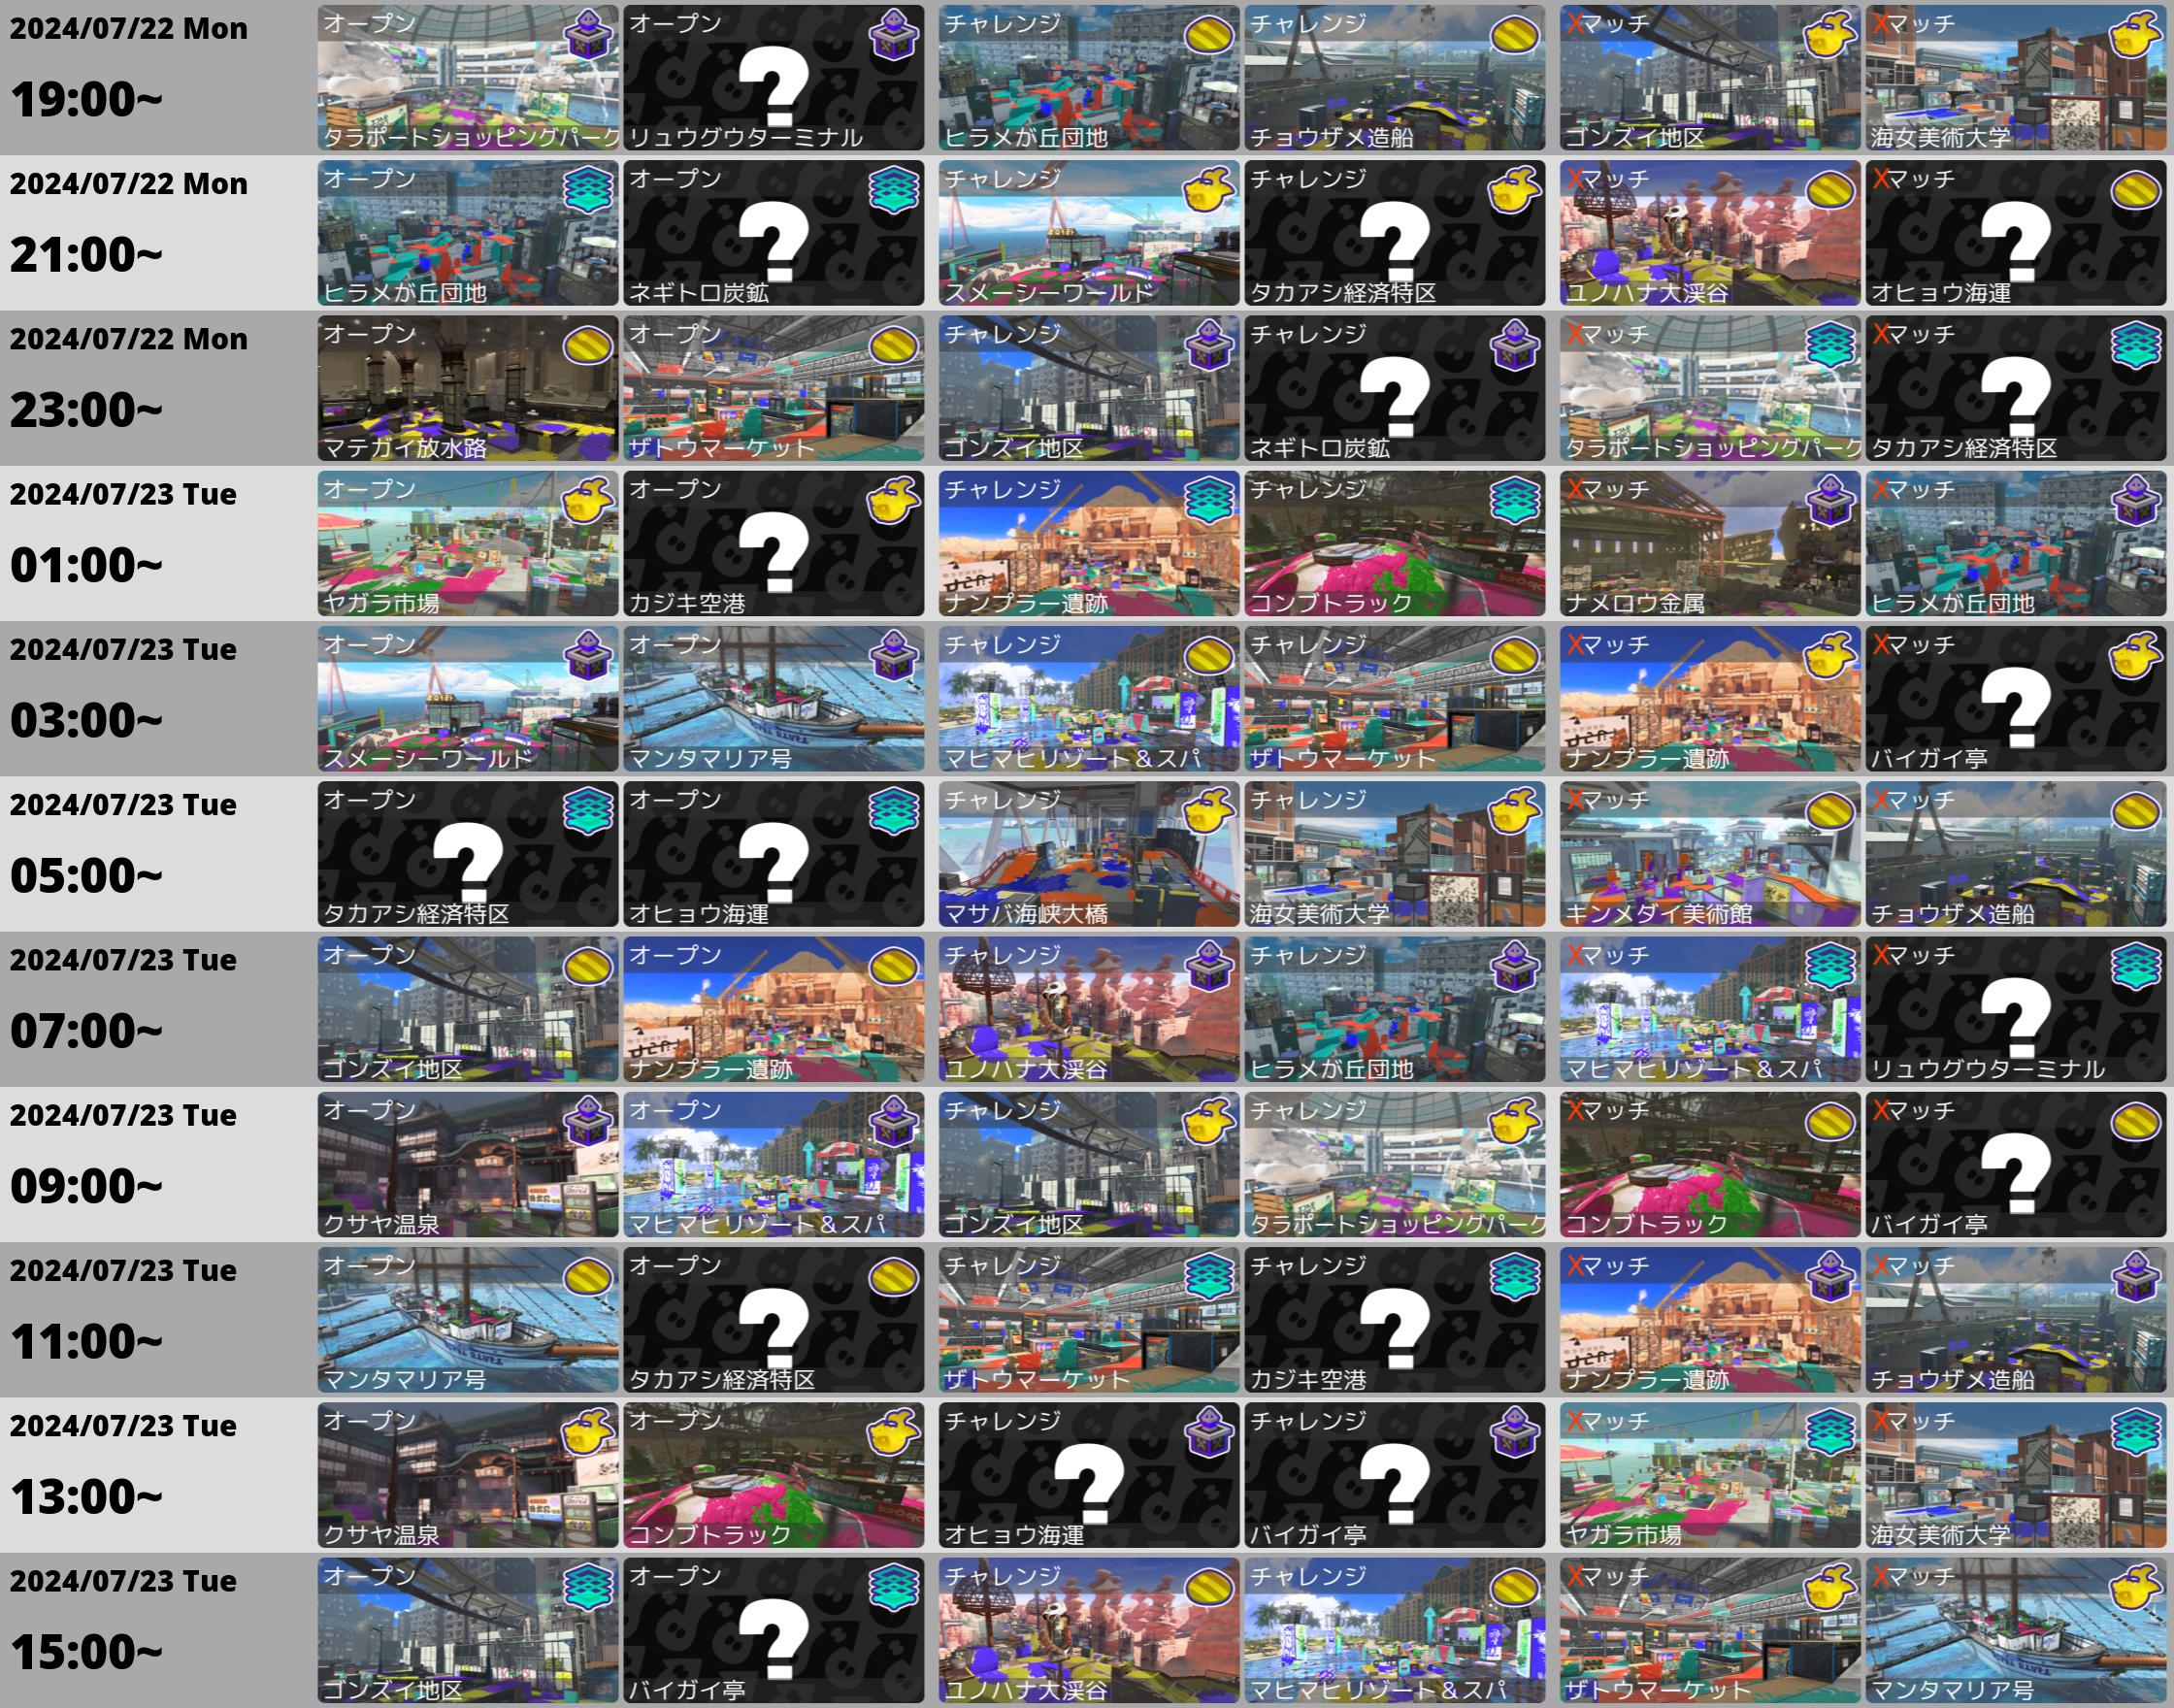 2024/07/22 Mon
19:00~
オープン
タラポートショッピングパーク
オープン
リュウグウターミナル
チャレンジ
ヒラメが丘団地
チャレンジ
チョウザメ造船
Xマッチ
ゴンズイ地区
Xマッチ
海女美術大学
2024/07/22 Mon
21:00~
オープン
ヒラメが丘団地
オープン
ネギトロ炭鉱
チャレンジ
スメーシーワールド
チャレンジ
タカアシ経済特区
Xマッチ
ユノハナ大渓谷
Xマッチ
オヒョウ海運
2024/07/22 Mon
23:00~
オープン
マテガイ放水路
オープン
ザトウマーケット
チャレンジ
ゴンズイ地区
チャレンジ
ネギトロ炭鉱
Xマッチ
タラポートショッピングパーク
Xマッチ
タカアシ経済特区
2024/07/23 Tue
01:00~
オープン
ヤガラ市場
オープン
カジキ空港
チャレンジ
ナンプラー遺跡
チャレンジ
コンブトラック
Xマッチ
ナメロウ金属
Xマッチ
ヒラメが丘団地
2024/07/23 Tue
03:00~
オープン
スメーシーワールド
オープン
マンタマリア号
チャレンジ
マヒマヒリゾート＆スパ
チャレンジ
ザトウマーケット
Xマッチ
ナンプラー遺跡
Xマッチ
バイガイ亭
2024/07/23 Tue
05:00~
オープン
タカアシ経済特区
オープン
オヒョウ海運
チャレンジ
マサバ海峡大橋
チャレンジ
海女美術大学
Xマッチ
キンメダイ美術館
Xマッチ
チョウザメ造船
2024/07/23 Tue
07:00~
オープン
ゴンズイ地区
オープン
ナンプラー遺跡
チャレンジ
ユノハナ大渓谷
チャレンジ
ヒラメが丘団地
Xマッチ
マヒマヒリゾート＆スパ
Xマッチ
リュウグウターミナル
2024/07/23 Tue
09:00~
オープン
クサヤ温泉
オープン
マヒマヒリゾート＆スパ
チャレンジ
ゴンズイ地区
チャレンジ
タラポートショッピングパーク
Xマッチ
コンブトラック
Xマッチ
バイガイ亭
2024/07/23 Tue
11:00~
オープン
マンタマリア号
オープン
タカアシ経済特区
チャレンジ
ザトウマーケット
チャレンジ
カジキ空港
Xマッチ
ナンプラー遺跡
Xマッチ
チョウザメ造船
2024/07/23 Tue
13:00~
オープン
クサヤ温泉
オープン
コンブトラック
チャレンジ
オヒョウ海運
チャレンジ
バイガイ亭
Xマッチ
ヤガラ市場
Xマッチ
海女美術大学
2024/07/23 Tue
15:00~
オープン
ゴンズイ地区
オープン
バイガイ亭
チャレンジ
ユノハナ大渓谷
チャレンジ
マヒマヒリゾート＆スパ
Xマッチ
ザトウマーケット
Xマッチ
マンタマリア号